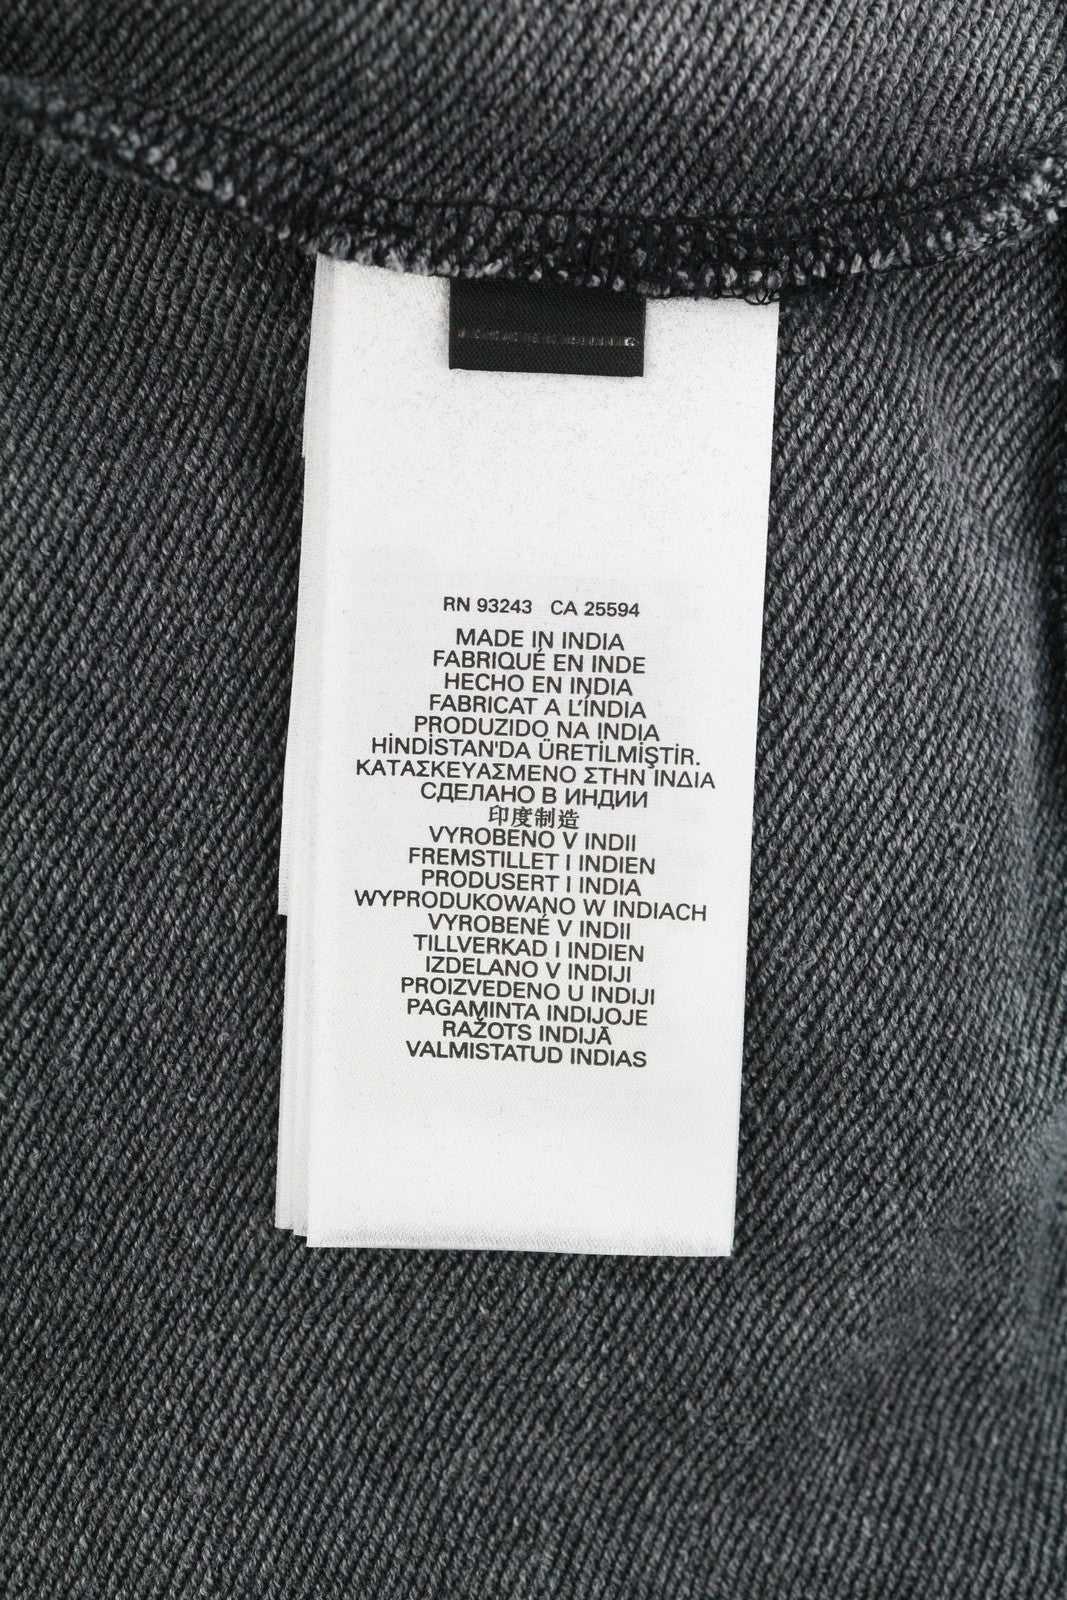 RN 93243 CA 25594
MADE IN INDIA
FABRIQUÉ EN INDE
HECHO EN INDIA
FABRICAT A L'ÍNDIA
PRODUZIDO NA INDIA
HİNDİSTAN'DA ÜRETİLMİŞTİR.
ΚΑΤΑΣΚΕΥΑΣΜΕΝΟ ΣΤΗΝ ΙΝΔΙΑ
СДЕЛАНО В ИНДИИ
印度制造
VYROBENO V INDII
FREMSTILLET I INDIEN
PRODUSERT I INDIA
WYPRODUKOWANO W INDIACH
VYROBENÉ V INDII
TILLVERKAD I INDIEN
IZDELANO V INDIJI
PROIZVEDENO U INDIJI
PAGAMINTA INDIJOJE
RAŽOTS INDIJĀ
VALMISTATUD INDIAS